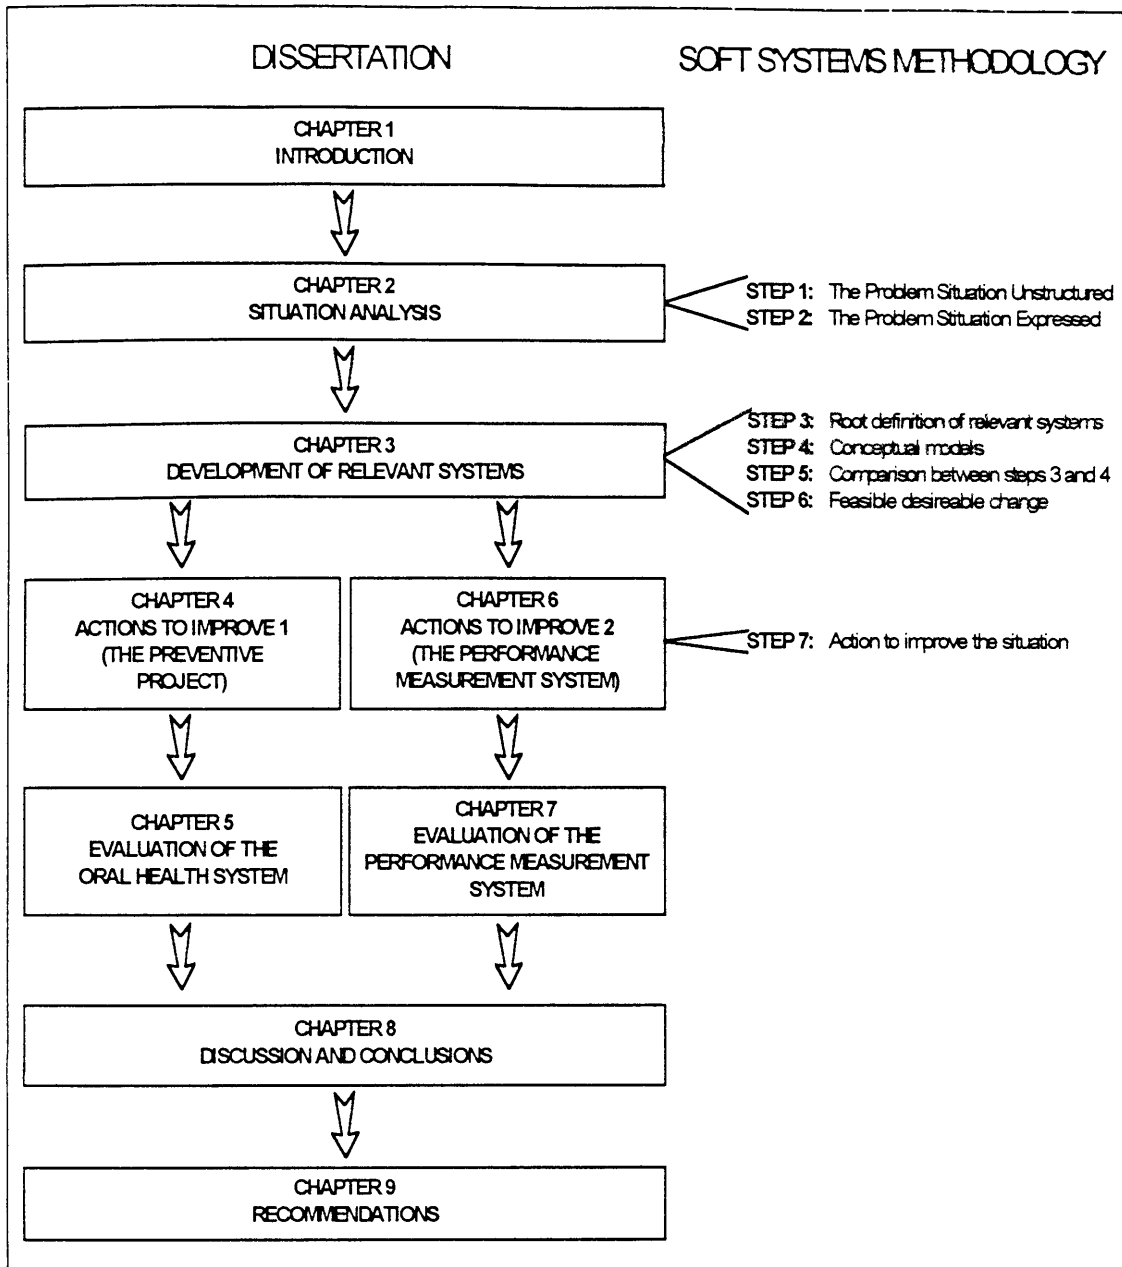 DISSERTATION
SOFT SYSTEMS METHODOLOGY
CHAPTER 1
INTRODUCTION
CHAPTER 2
SITUATION ANALYSIS
STEP 1: The Problem Situation Unstructured
STEP 2: The Problem Stituation Expressed
CHAPTER 3
DEVELOPMENT OF RELEVANT SYSTEMS
STEP 3: Root definition of relevant systems
STEP 4: Conceptual models
STEP 5: Comparison between steps 3 and 4
STEP 6: Feasible desireable change
CHAPTER 4
ACTIONS TO IMPROVE 1
(THE PREVENTIVE
PROJECT)
CHAPTER 6
ACTIONS TO IMPROVE 2
(THE PERFORMANCE
MEASUREMENT SYSTEM)
STEP 7: Action to improve the situation
CHAPTER 5
EVALUATION OF THE
ORAL HEALTH SYSTEM
CHAPTER 7
EVALUATION OF THE
PERFORMANCE MEASUREMENT
SYSTEM
CHAPTER 8
DISCUSSION AND CONCLUSIONS
CHAPTER 9
RECOMMENDATIONS